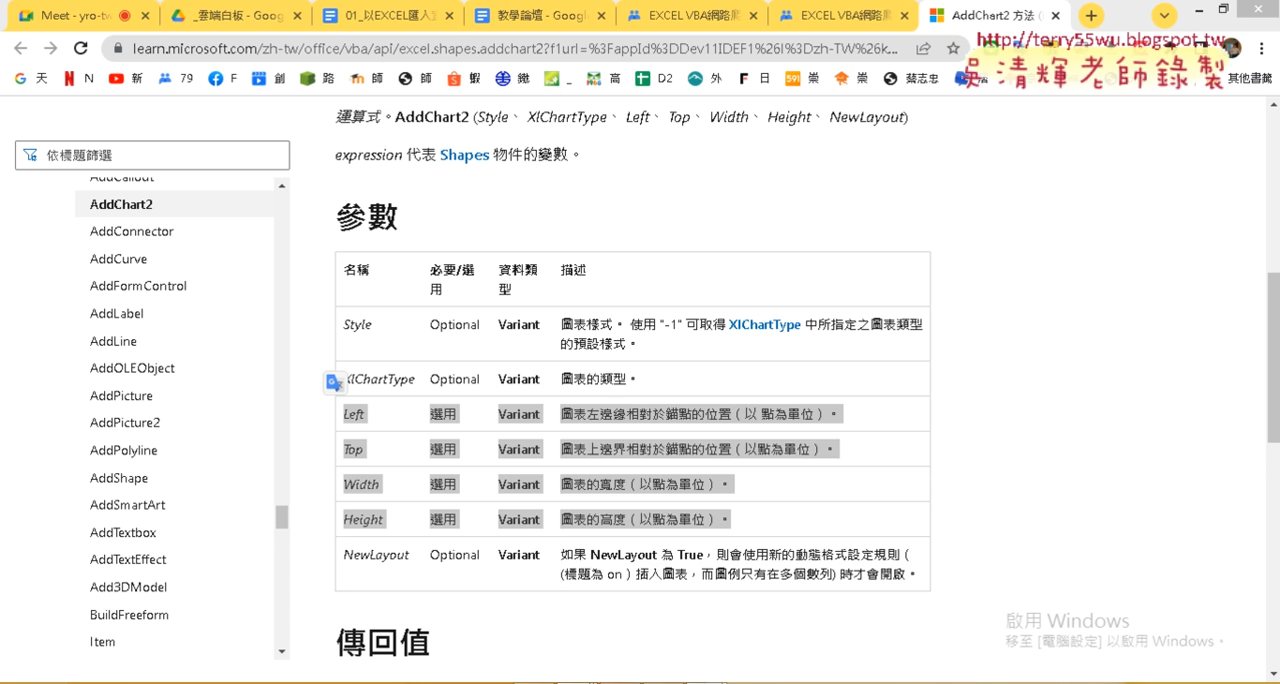 Meet - yro-tw
_雲端白板 - Goog
01_以EXCEL匯入
教學論壇 - Google
EXCEL VBA網路爬
EXCEL VBA網路爬
AddChart2 方法 (
learn.microsoft.com/zh-tw/office/vba/api/excel.shapes.addchart2?f1url=%3FappId%3DDev11IDEF1%26l%3Dzh-TW%26k...
http://terry55wu.blogspot.tw
吳清輝老師錄製
天 N 新 79 F 創 路 師 師 蝦 高 D2 外 日 崇 崇 蔡志忠 其他書籤
依標題篩選
AddCallout
AddChart2
AddConnector
AddCurve
AddFormControl
AddLabel
AddLine
AddOLEObject
AddPicture
AddPicture2
AddPolyline
AddShape
AddSmartArt
AddTextbox
AddTextEffect
Add3DModel
BuildFreeform
Item
運算式。AddChart2 (Style、 XlChartType、 Left、 Top、 Width、 Height、 NewLayout)
expression 代表 Shapes 物件的變數。
參數
名稱 必要/選用 資料類型 描述
Style Optional Variant 圖表樣式。 使用 "-1" 可取得 XlChartType 中所指定之圖表類型
的預設樣式。
XlChartType Optional Variant 圖表的類型。
Left 選用 Variant 圖表左邊緣相對於錨點的位置 ( 以 點為單位 ) 。
Top 選用 Variant 圖表上邊界相對於錨點的位置 ( 以點為單位 ) 。
Width 選用 Variant 圖表的寬度 ( 以點為單位 ) 。
Height 選用 Variant 圖表的高度 ( 以點為單位 ) 。
NewLayout Optional Variant 如果 NewLayout 為 True，則會使用新的動態格式設定規則 (
(標題為 on ) 插入圖表，而圖例只有在多個數列) 時才會開啟。
傳回值
啟用 Windows
移至 [電腦設定] 以啟用 Windows。